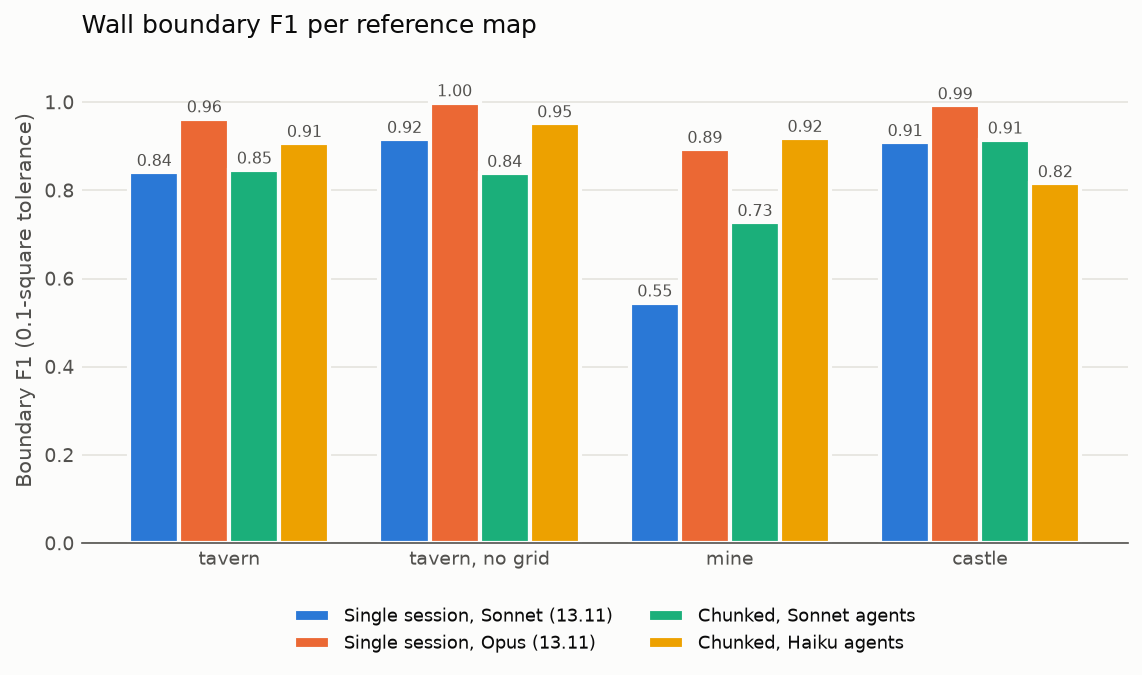 Wall boundary F1 per reference map
Boundary F1 (0.1-square tolerance)
1.0
0.8
0.6
0.4
0.2
0.0
0.84
0.96
0.85
0.91
0.92
1.00
0.84
0.95
0.55
0.89
0.73
0.92
0.91
0.99
0.91
0.82
tavern
tavern, no grid
mine
castle
Single session, Sonnet (13.11)
Single session, Opus (13.11)
Chunked, Sonnet agents
Chunked, Haiku agents